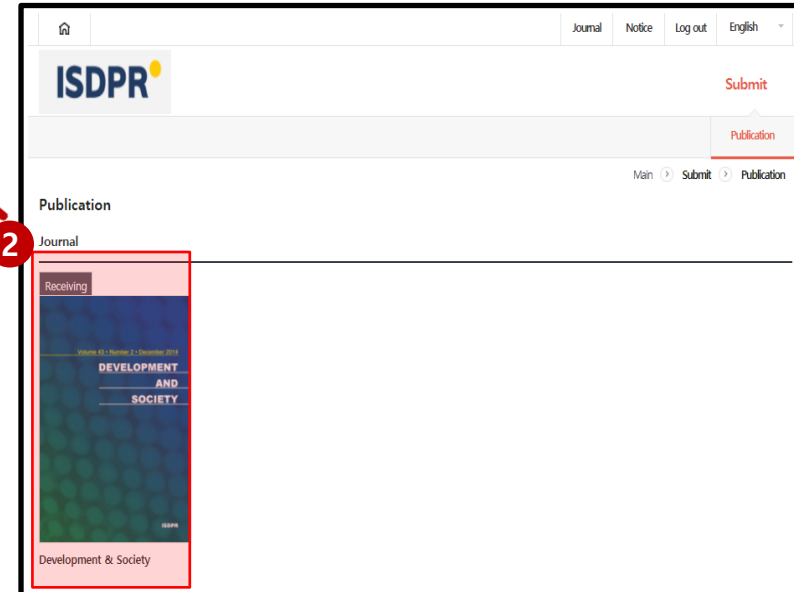 Journal Notice Log out English
ISDPR
Submit
Publication
Main Submit Publication
Publication
2
Journal
Receiving
Volume 43 • Number 2 • December 2014
DEVELOPMENT
AND
SOCIETY
ISDPR
Development & Society